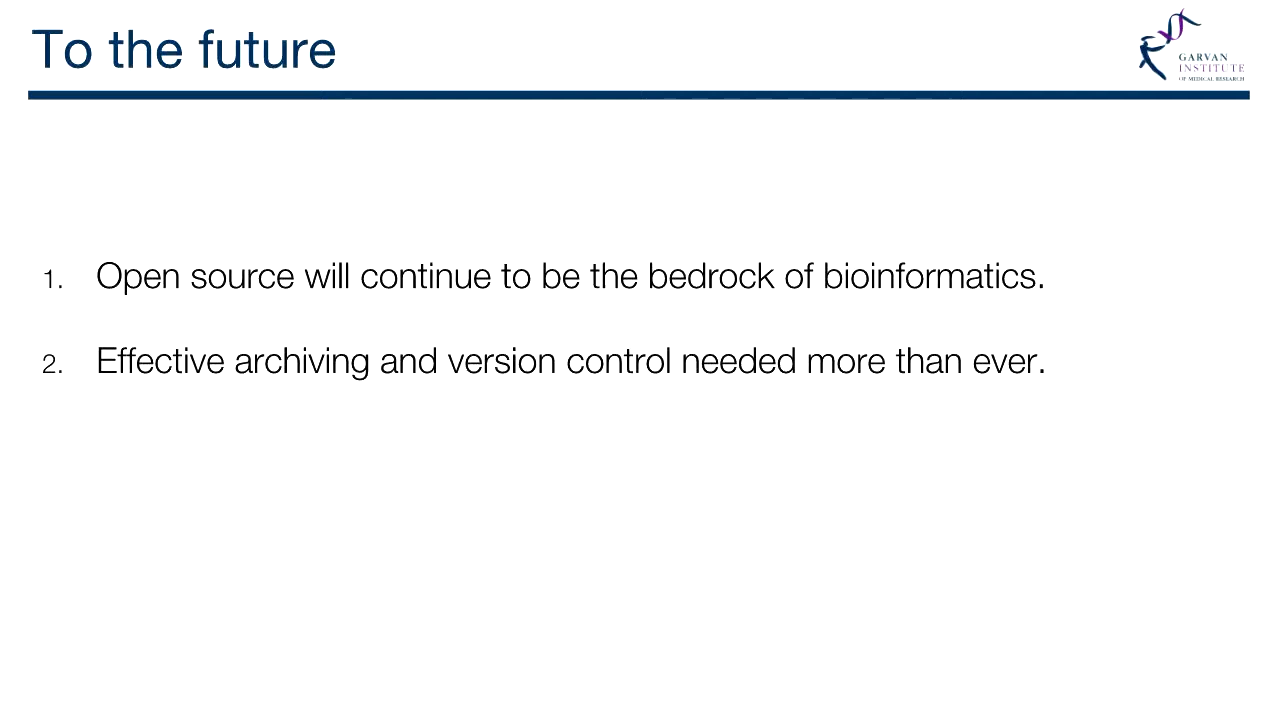 To the future
GARVAN
INSTITUTE
OF MEDICAL RESEARCH
1. Open source will continue to be the bedrock of bioinformatics.
2. Effective archiving and version control needed more than ever.